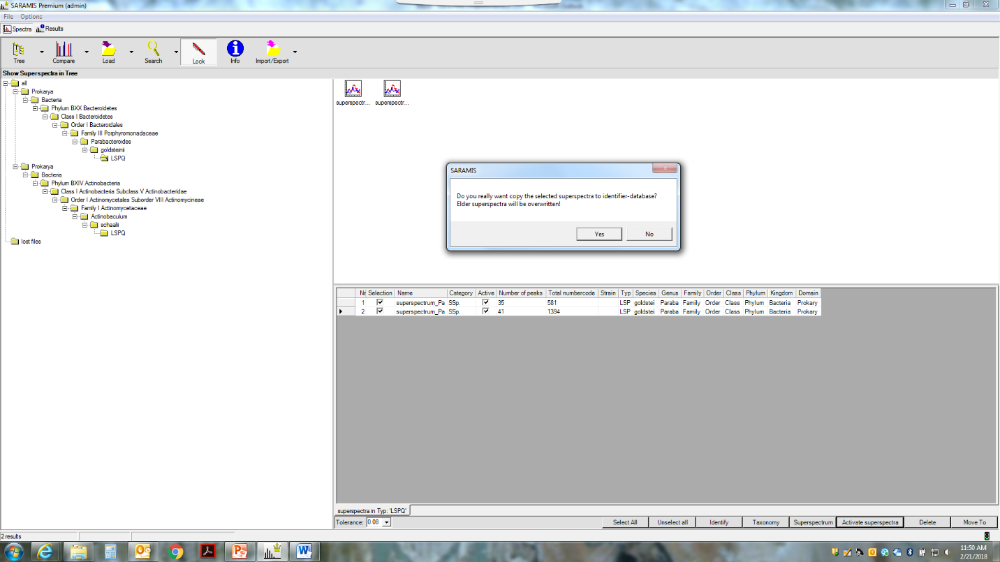 SARAMIS Premium (admin)
File Options
Spectra Results
Tree Compare Load Search Lock Info Import/Export
Show Superspectra in Tree
all
Prokarya
Bacteria
Phylum BXX Bacteroidetes
Class I Bacteroidetes
Order I Bacteroidales
Family III Porphyromonadaceae
Parabacteroides
goldsteinii
LSPQ
Prokarya
Bacteria
Phylum BXIV Actinobacteria
Class I Actinobacteria Subclass V Actinobacteridae
Order I Actinomycetales Suborder VIII Actinomycineae
Family I Actinomycetaceae
Actinobaculum
schaalii
LSPQ
lost files
superspectr... superspectr...
SARAMIS
Do you really want copy the selected superspectra to identifier-database?
Elder superspectra will be overwritten!
Yes No
Nr Selection Name Category Active Number of peaks Total numbercode Strain Typ Species Genus Family Order Class Phylum Kingdom Domain
1 superspectrum_Pa SSp. 35 581 LSP goldstei Paraba Family Order Class Phylum Bacteria Prokary
2 superspectrum_Pa SSp. 41 1394 LSP goldstei Paraba Family Order Class Phylum Bacteria Prokary
superspectra in Typ: 'LSPQ'
Tolerance: 0.08 Select All Unselect all Identify Taxonomy Superspectrum Activate superspectra Delete Move To
2 results
11:50 AM
2/21/2018